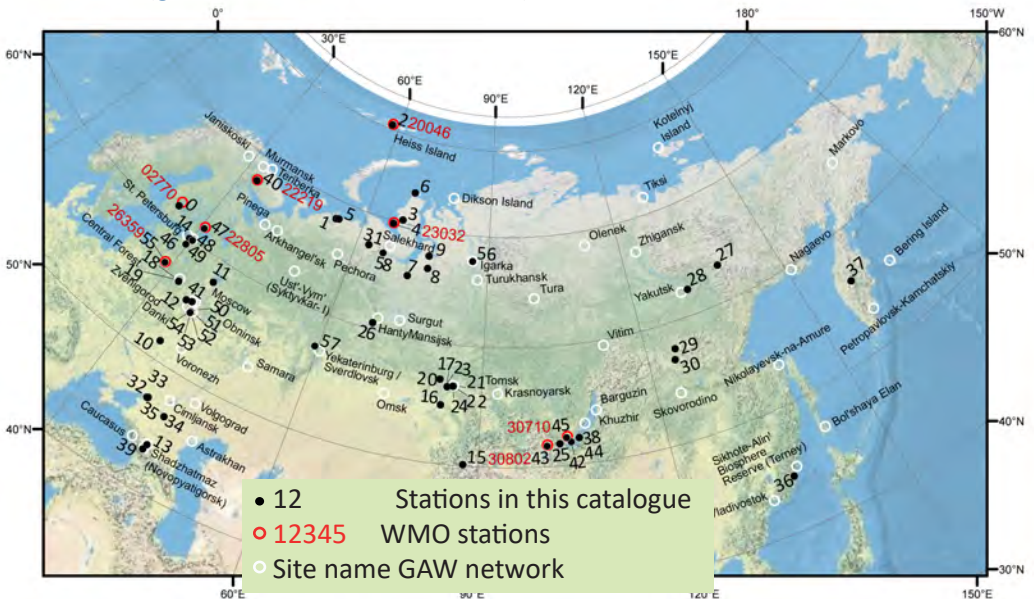 0°
180°
150°W
60°N
30°E
60°E
90°E
120°E
150°E
60°N
2 20046
Heiss Island
Kotelnyj
Island
Markovo
Janiskoski
Murmansk
Teriberka
40 22219
6
Dikson Island
Tiksi
02770 0
St. Petersburg
Pinega
1 5
3
4 23032
Olenek
Zhigansk
Bering Island
26359
Central Forest
55 46 14 47 22805
48
49
Arkhangel'sk
31
Salekhard
58
9
7 8
56
Igarka
Turukhansk
27
Nagaevo
37
50°N
18
19
Zvenigorod
11
Moscow
Pechora
Ust'-Vym'
(Syktyvkar- I)
Tura
Yakutsk 28
Petropavlovsk-Kamchatskiy
12 41 50
51
52
Danki
54 53
Obninsk
26
Surgut
HantyMansijsk
Vitim
29
30
Nikolayevsk-na-Amure
10
Voronezh
Samara
57
Yekaterinburg /
Sverdlovsk
Omsk
17 23
20 21 Tomsk
16 24 22
Krasnoyarsk
Barguzin
Khuzhir
Skovorodino
Bol'shaya Elan
32 33
35 34
Cimljansk
Volgograd
40°N
Caucasus
39 13
Shadzhatmaz
(Novopyatigorsk)
Astrakhan
15
30710 45
30802 43 25 42 44 38
Sikhote-Alin'
Biosphere
Reserve (Terney)
36
40°N
12 Stations in this catalogue
12345 WMO stations
Site name GAW network
30°N
60°E
90°E
120°E
150°E